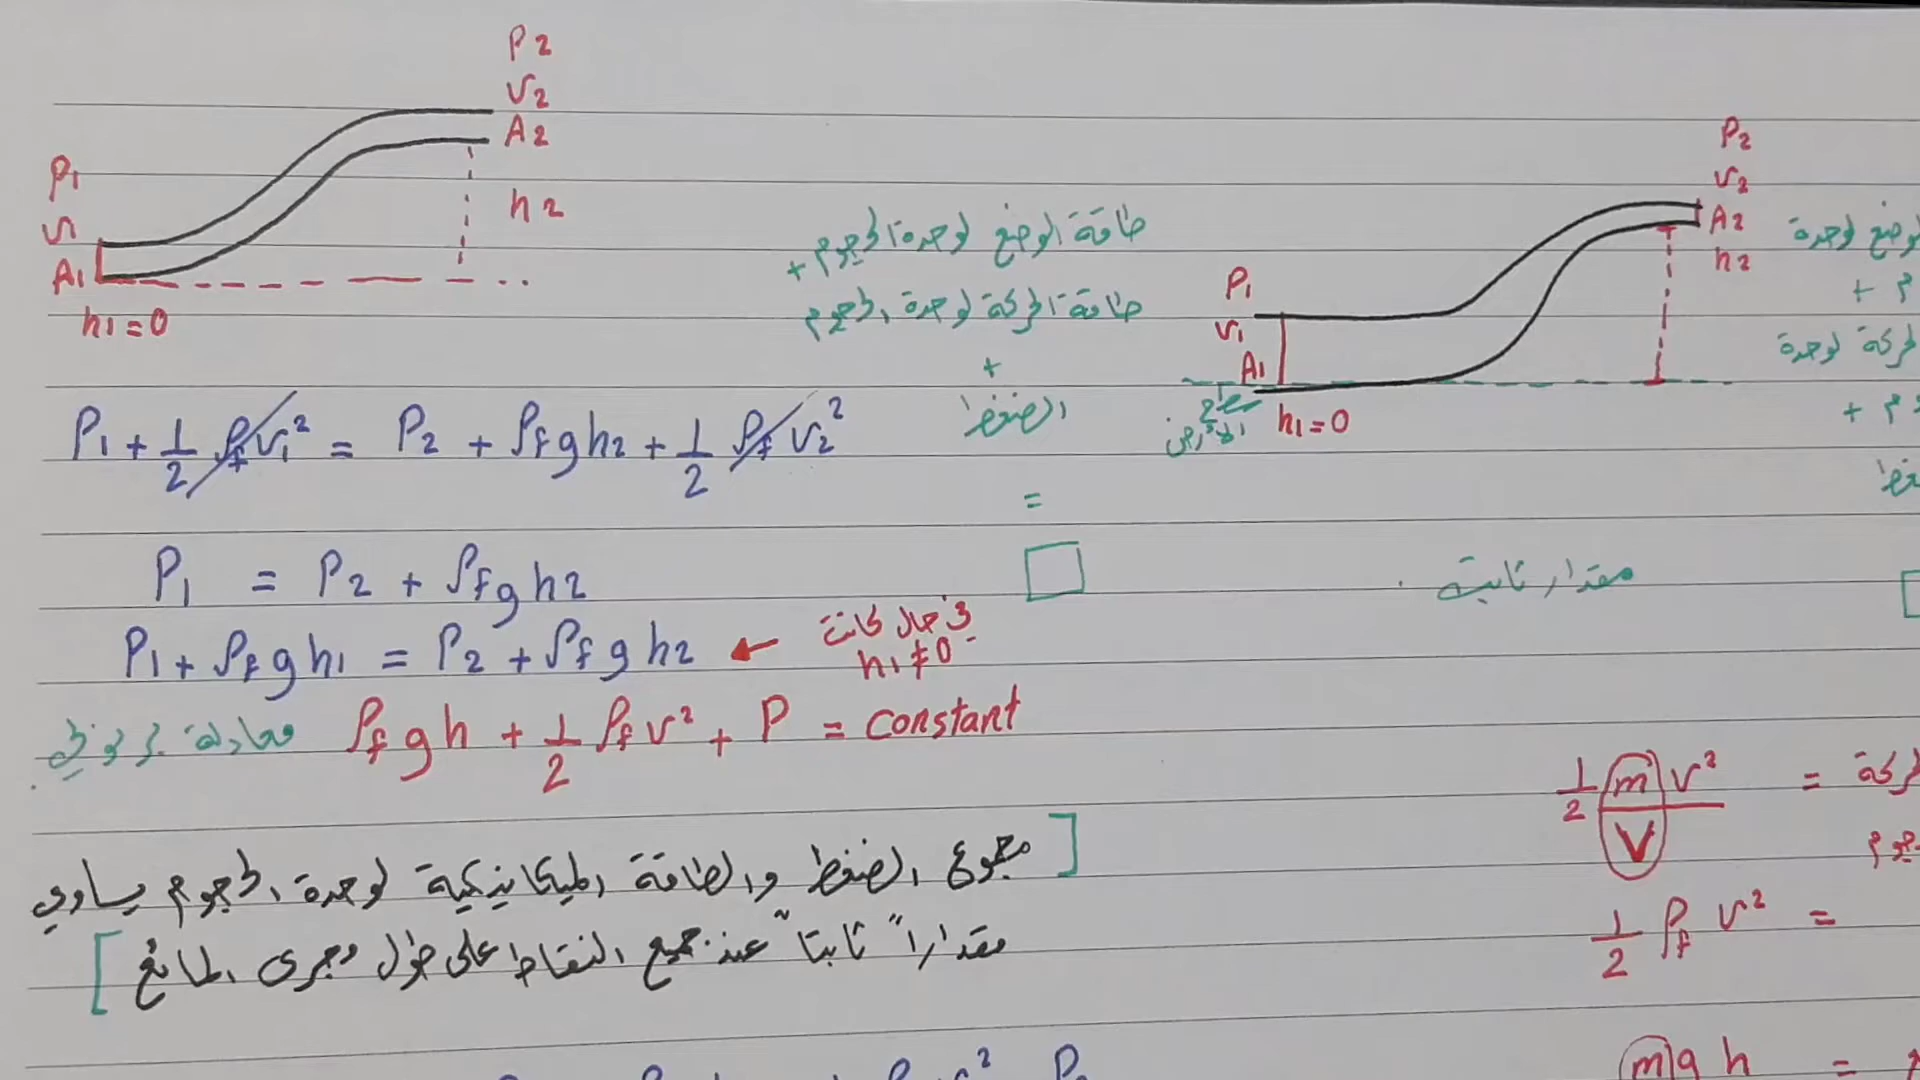 P2
v2
A2
h2
P1
v1
A1
h1 = 0
طاقة الوضع لوحدة الحجوم +
طاقة الحركة لوحدة الحجوم
+
الضغط
=
P1 + 1/2 ρf v1² = P2 + ρf g h2 + 1/2 ρf v2²
P1 = P2 + ρf g h2
P1 + ρf g h1 = P2 + ρf g h2 ← في حال كانت h1 ≠ 0
معادلة برنولي ρf g h + 1/2 ρf v² + P = constant
[مجموع الضغط والطاقة الميكانيكية لوحدة الحجوم يساوي
مقداراً ثابتاً عند جميع النقاط على طول مجرى المائع]
P2
v2
A2
h2
P1
v1
A1
سطح الأرض
h1 = 0
لوحدة
+
لوحدة
+
مقدار ثابت
1/2 m v² / V =
1/2 ρf v² =
m g h =